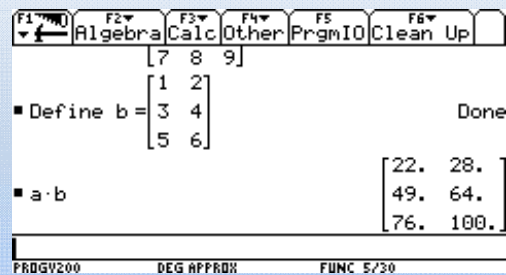 F1 F2 F3 F4 F5 F6
Algebra Calc Other PrgmIO Clean Up
[7 8 9]
[1 2]
▪Define b=[3 4] Done
[5 6]
[22. 28.]
▪a·b [49. 64.]
[76. 100.]
PROGV200 DEG APPROX FUNC 5/30